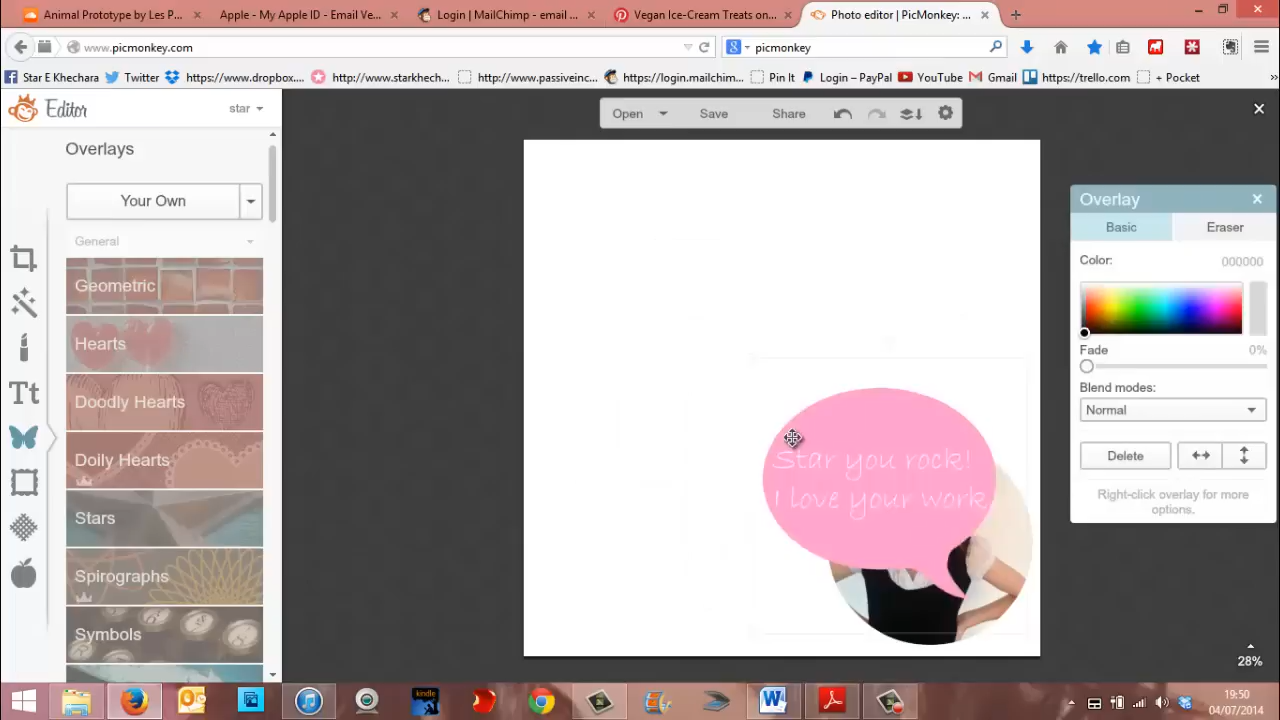 Animal Prototype by Les P... × Apple - My Apple ID - Email Ve... × Login | MailChimp - email ... × Vegan Ice-Cream Treats on... × Photo editor | PicMonkey: ... ×
www.picmonkey.com picmonkey
Star E Khechara Twitter https://www.dropbox.... http://www.starkhech... http://www.passiveinc... https://login.mailchim... Pin It Login – PayPal YouTube Gmail https://trello.com + Pocket
Editor star
Open Save Share
Overlays
Your Own
General
Geometric
Hearts
Doodly Hearts
Doily Hearts
Stars
Spirographs
Symbols
Tt
Star you rock!
I love your work
Overlay ×
Basic Eraser
Color: 000000
Fade 0%
Blend modes:
Normal
Delete
Right-click overlay for more
options.
28%
kindle
19:50
04/07/2014